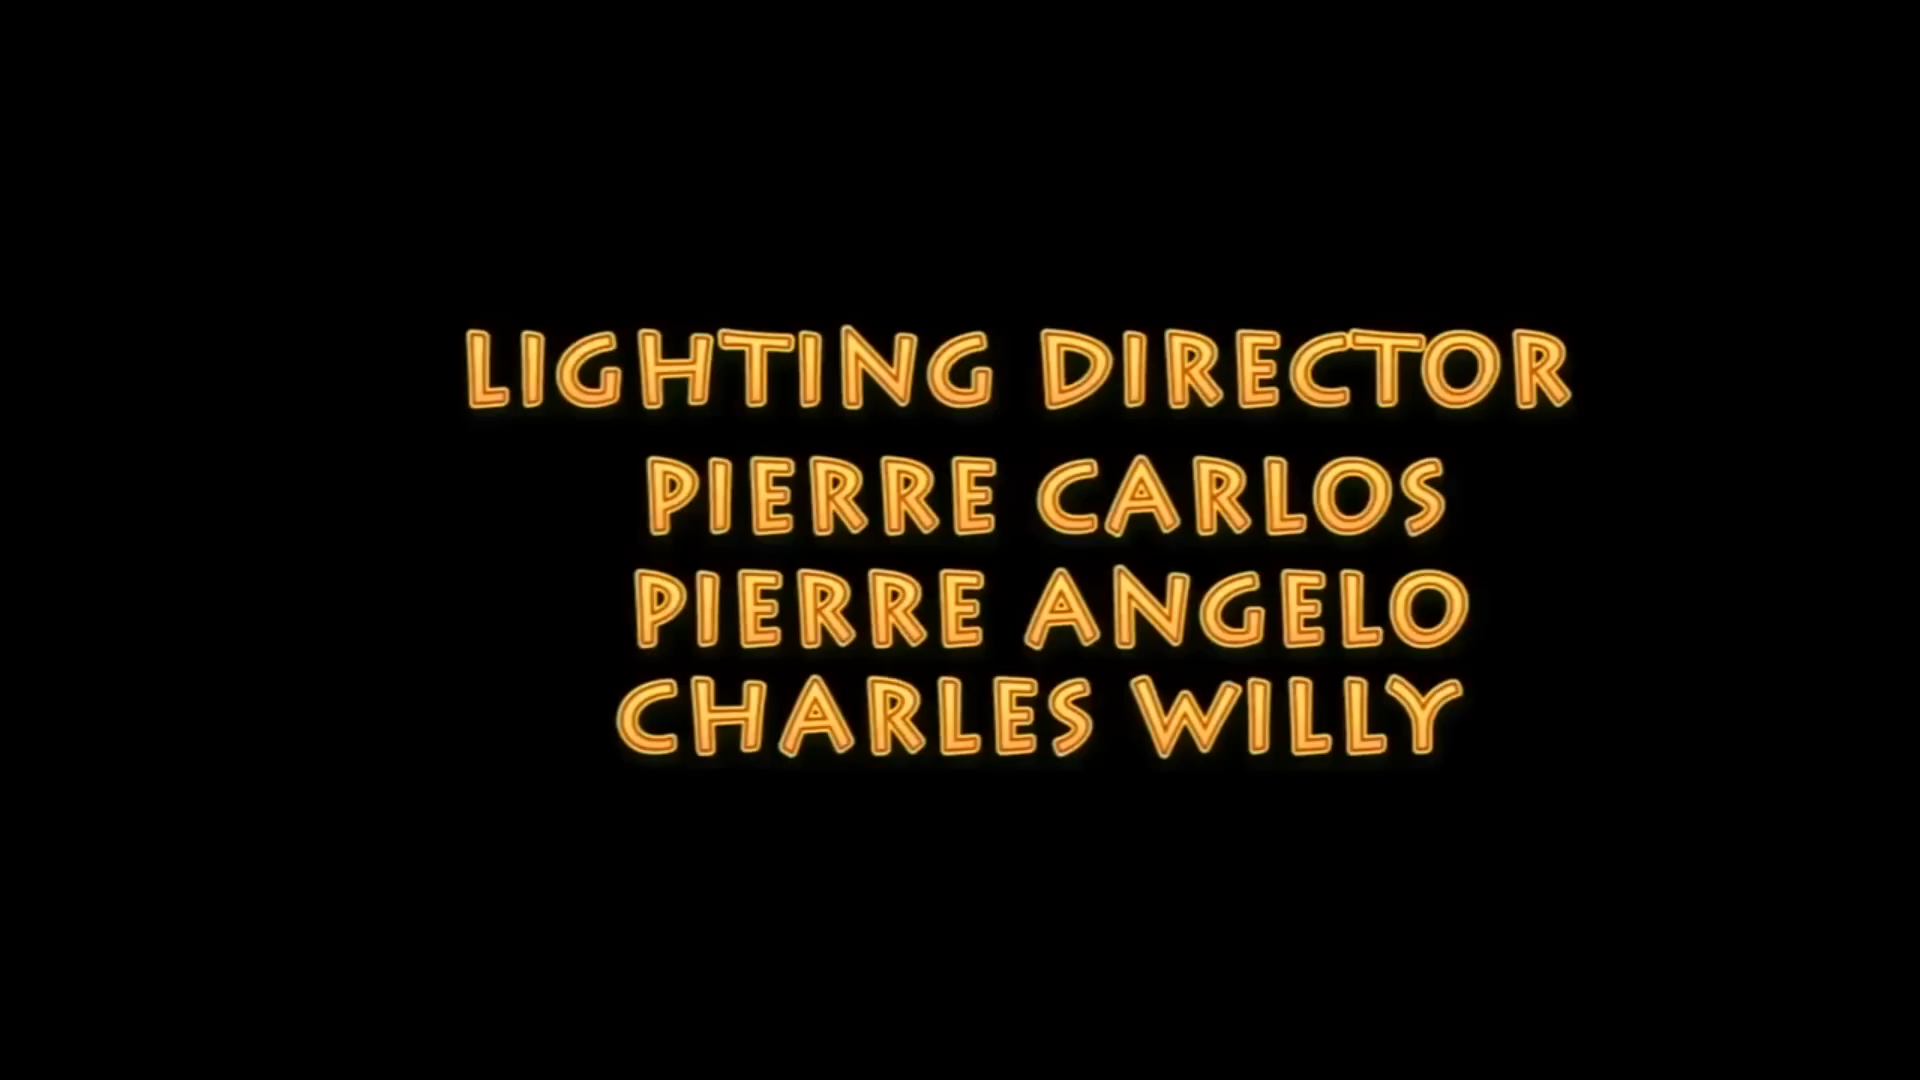 LIGHTING DIRECTOR
PIERRE CARLOS
PIERRE ANGELO
CHARLES WILLY